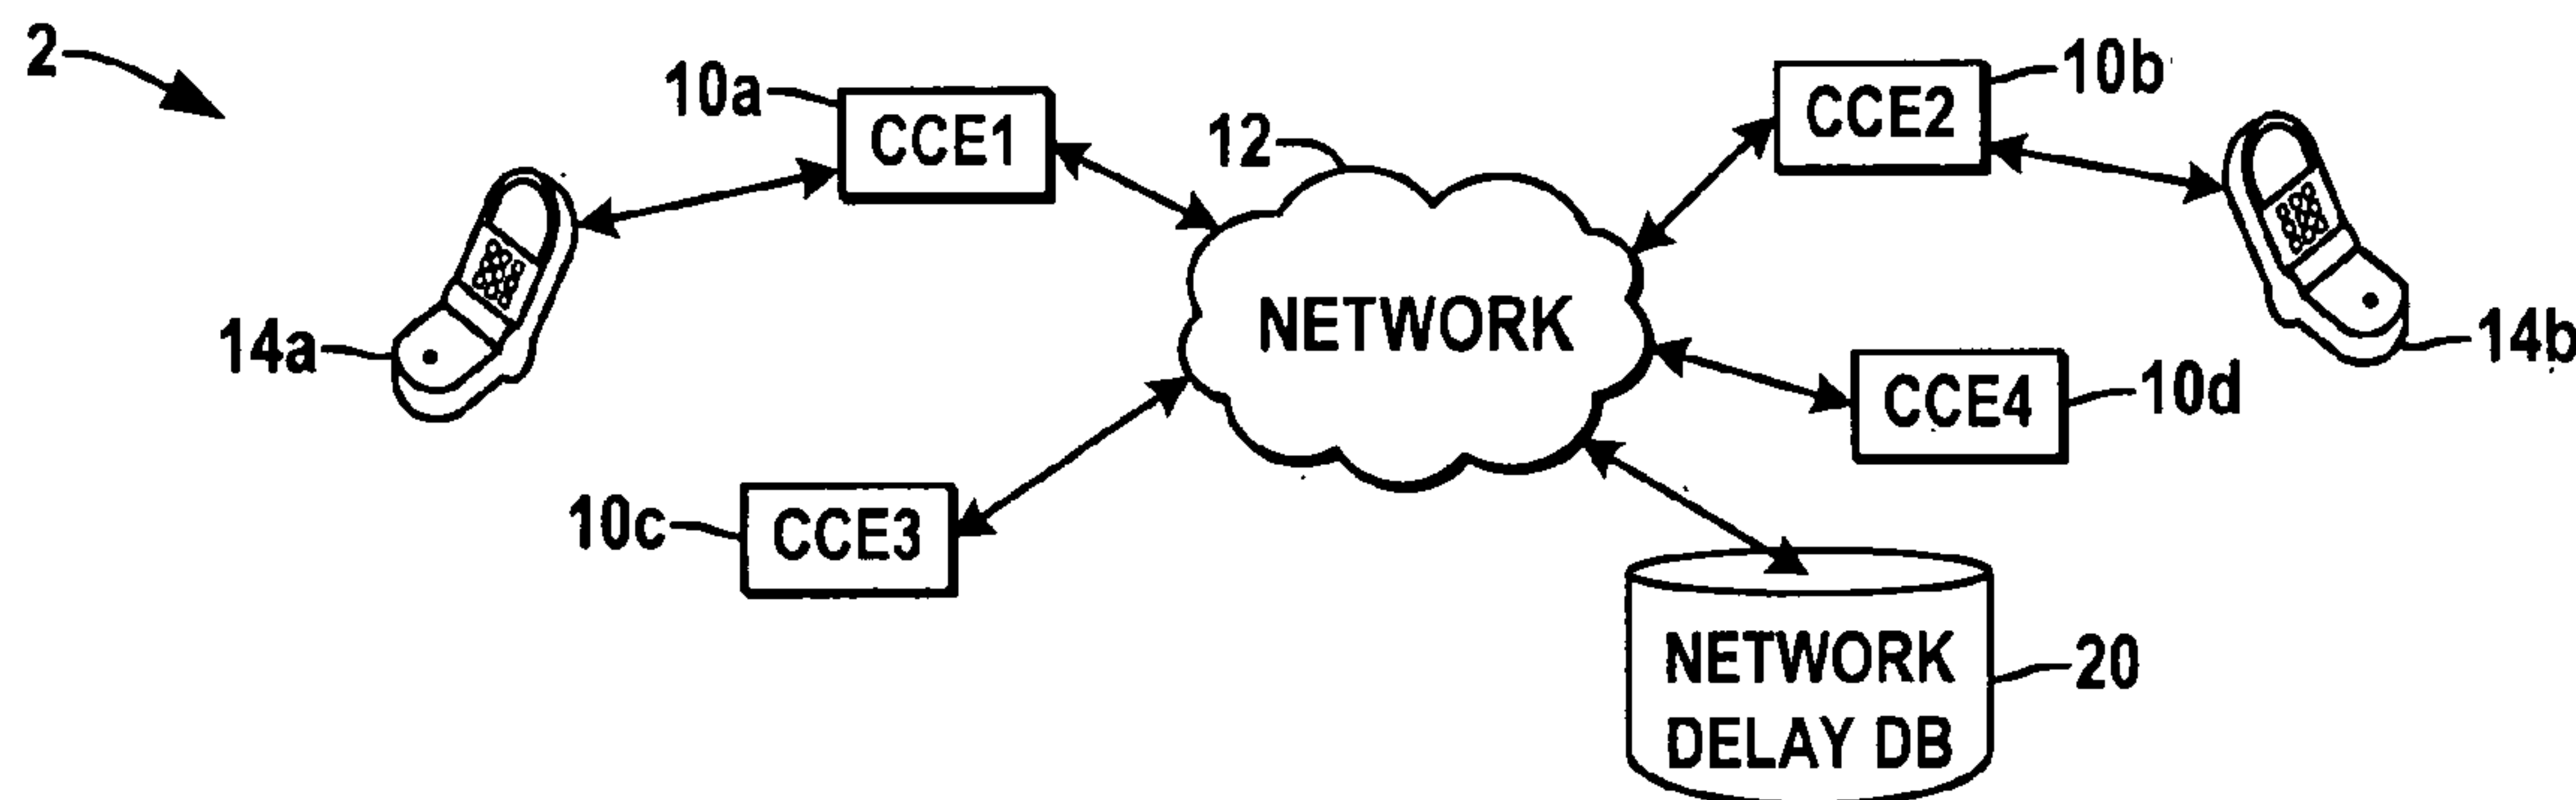 2
10a
CCE1
12
CCE2
10b
14a
NETWORK
14b
CCE4
10d
10c
CCE3
NETWORK
DELAY DB
20